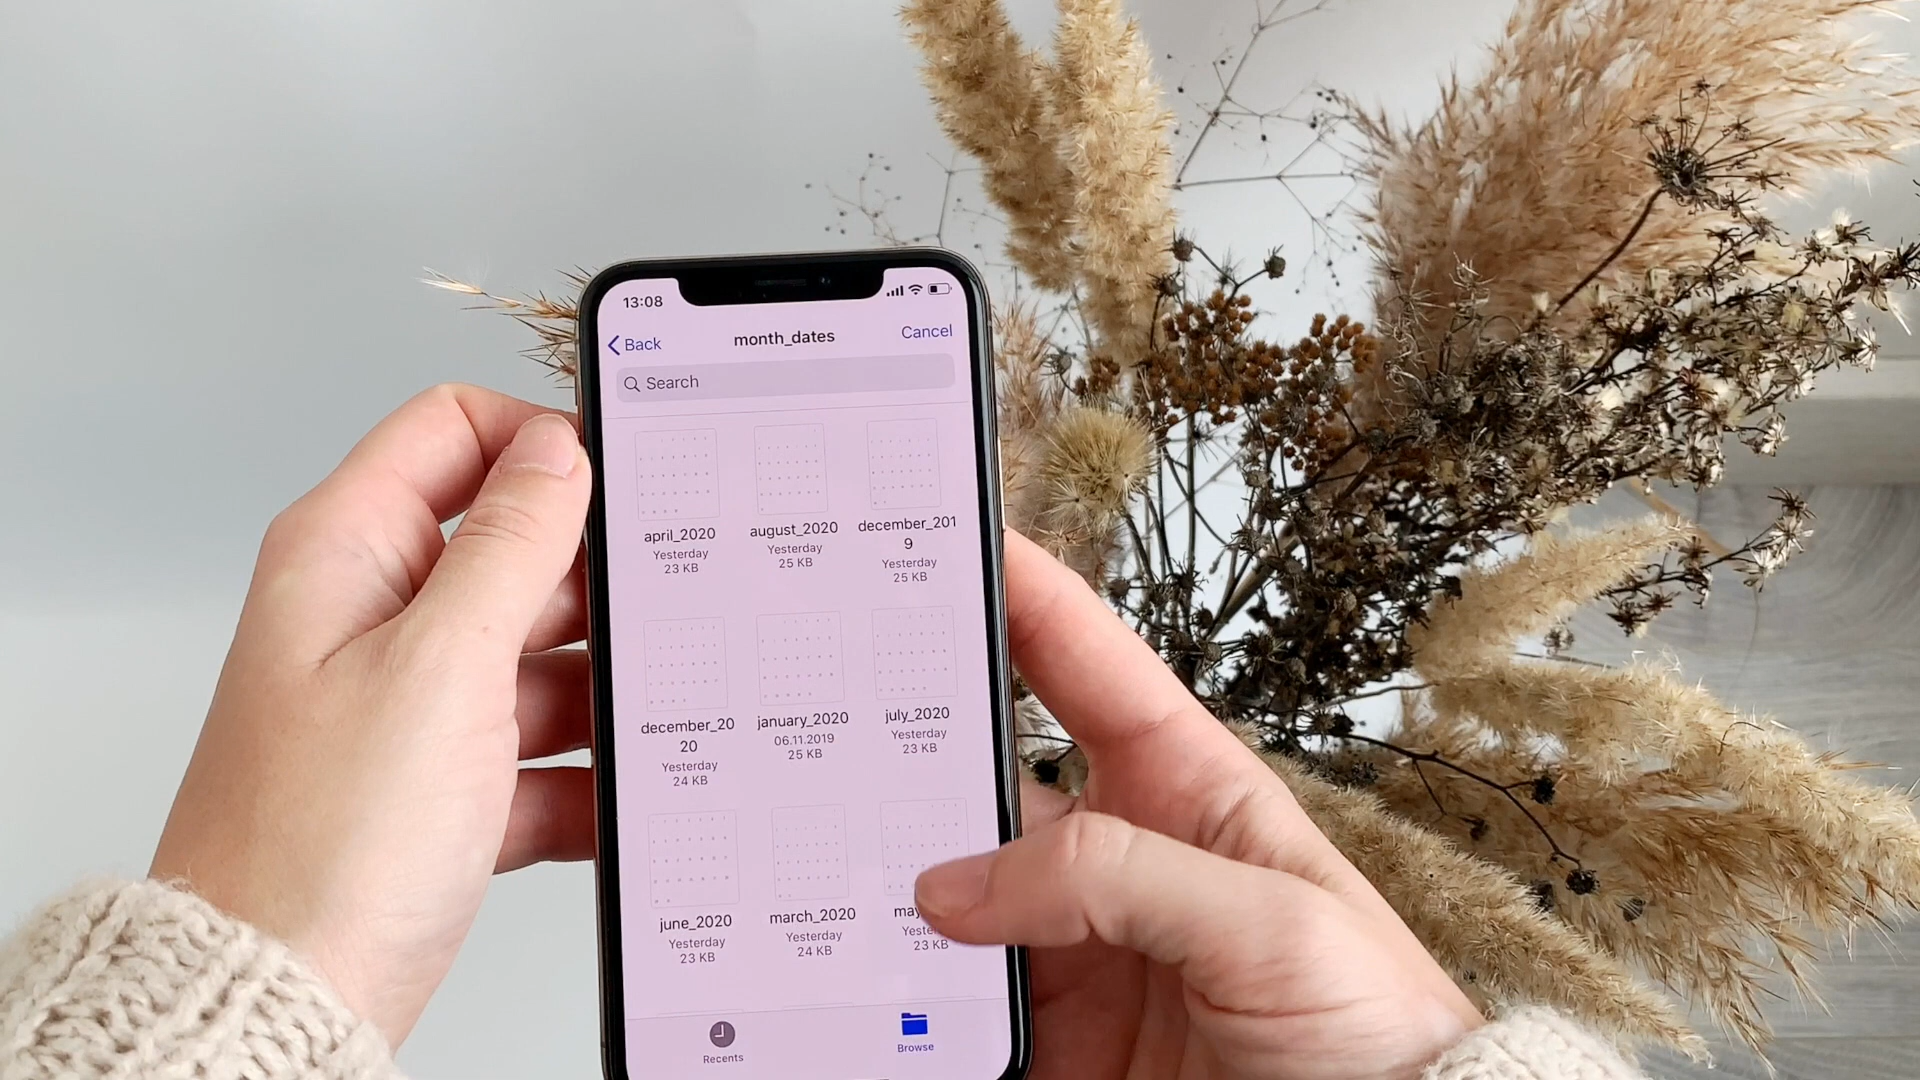 13:08
Back
month_dates
Cancel
Search
april_2020
Yesterday
23 KB
august_2020
Yesterday
25 KB
december_201
9
Yesterday
25 KB
december_20
20
Yesterday
24 KB
january_2020
06.11.2019
25 KB
july_2020
Yesterday
23 KB
june_2020
Yesterday
23 KB
march_2020
Yesterday
24 KB
may
23 KB
Recents
Browse